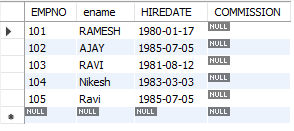 EMPNO ename HIREDATE COMMISSION
101 RAMESH 1980-01-17 NULL
102 AJAY 1985-07-05 NULL
103 RAVI 1981-08-12 NULL
104 Nikesh 1983-03-03 NULL
105 Ravi 1985-07-05 NULL
NULL NULL NULL NULL